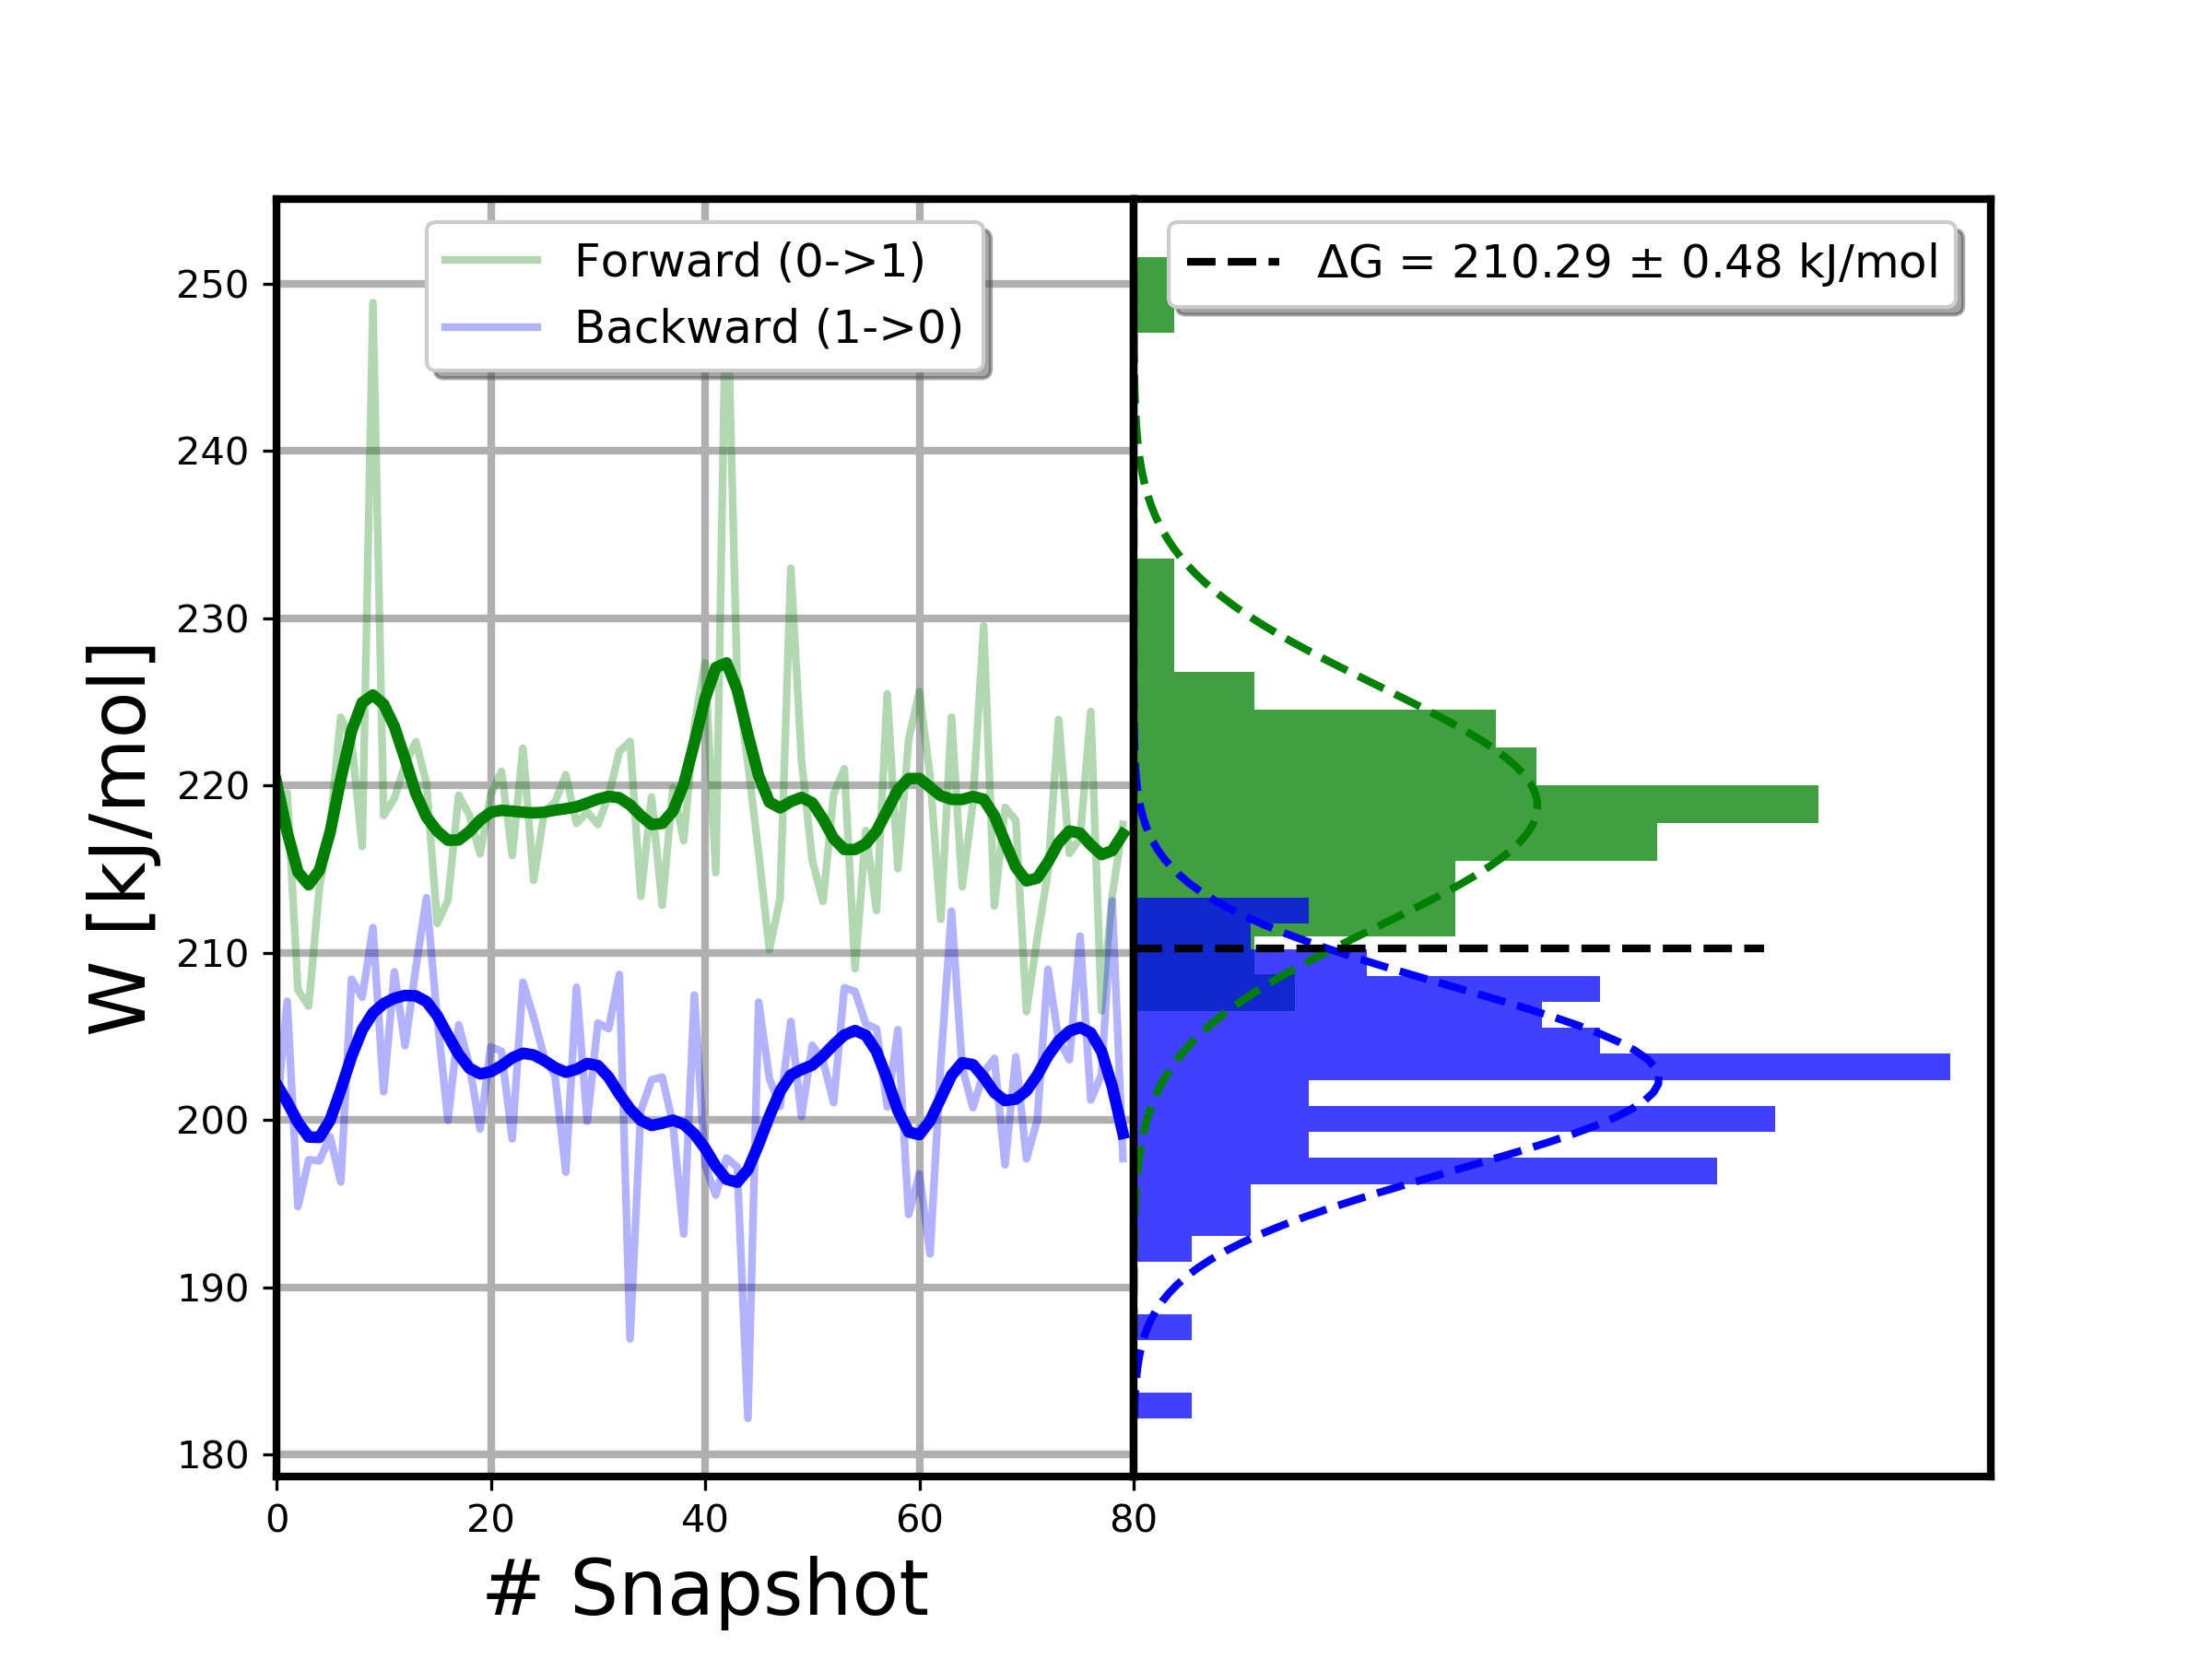 Forward (0->1)
Backward (1->0)
ΔG = 210.29 ± 0.48 kJ/mol
W [kJ/mol]
250
240
230
220
210
200
190
180
0 20 40 60 80
# Snapshot